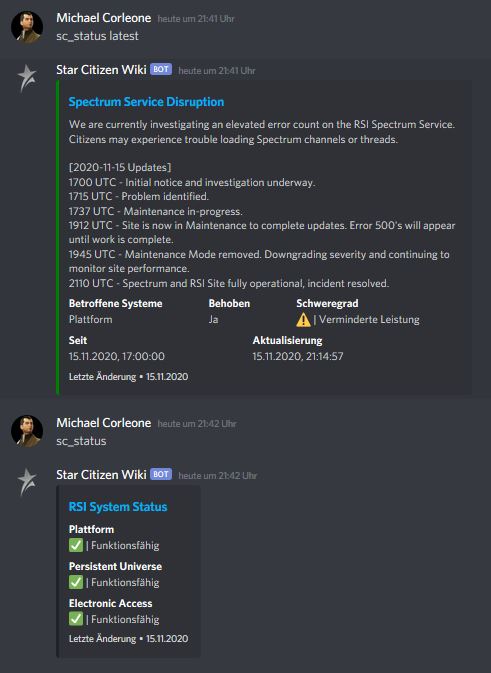 Michael Corleone heute um 21:41 Uhr
sc_status latest
Star Citizen Wiki BOT heute um 21:41 Uhr
Spectrum Service Disruption
We are currently investigating an elevated error count on the RSI Spectrum Service.
Citizens may experience trouble loading Spectrum channels or threads.
[2020-11-15 Updates]
1700 UTC - Initial notice and investigation underway.
1715 UTC - Problem identified.
1737 UTC - Maintenance in-progress.
1912 UTC - Site is now in Maintenance to complete updates. Error 500's will appear
until work is complete.
1945 UTC - Maintenance Mode removed. Downgrading severity and continuing to
monitor site performance.
2110 UTC - Spectrum and RSI Site fully operational, incident resolved.
Betroffene Systeme Behoben Schweregrad
Plattform Ja ⚠️ | Verminderte Leistung
Seit Aktualisierung
15.11.2020, 17:00:00 15.11.2020, 21:14:57
Letzte Änderung • 15.11.2020
Michael Corleone heute um 21:42 Uhr
sc_status
Star Citizen Wiki BOT heute um 21:42 Uhr
RSI System Status
Plattform
✅ | Funktionsfähig
Persistent Universe
✅ | Funktionsfähig
Electronic Access
✅ | Funktionsfähig
Letzte Änderung • 15.11.2020